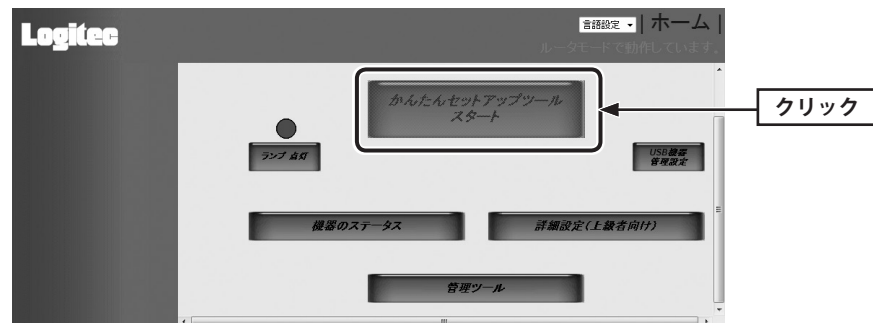 Logitec
言語設定 | ホーム |
ルータモードで動作しています。
かんたんセットアップツール
スタート
クリック
ランプ 点灯
USB機器
管理設定
機器のステータス
詳細設定(上級者向け)
管理ツール